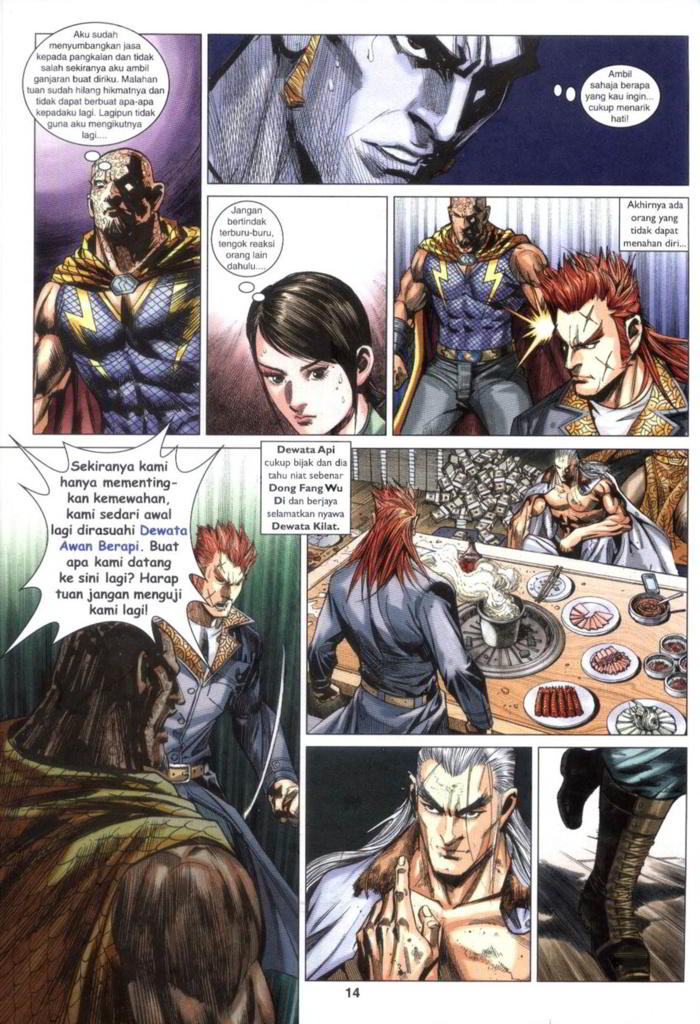 Aku sudah
menyumbangkan jasa
kepada pangkalan dan tidak
salah sekiranya aku ambil
ganjaran buat diriku. Malahan
tuan sudah hilang hikmatnya dan
tidak dapat berbuat apa-apa
kepadaku lagi. Lagipun tidak
guna aku mengikutnya
lagi....
Ambil
sahaja berapa
yang kau ingin...
cukup menarik
hati!
Jangan
bertindak
terburu-buru,
tengok reaksi
orang lain
dahulu....
Akhirnya ada
orang yang
tidak dapat
menahan diri...
Sekiranya kami
hanya mementing-
kan kemewahan,
kami sedari awal
lagi dirasuahi Dewata
Awan Berapi. Buat
apa kami datang
ke sini lagi? Harap
tuan jangan menguji
kami lagi!
Dewata Api
cukup bijak dan dia
tahu niat sebenar
Dong Fang Wu
Di dan berjaya
selamatkan nyawa
Dewata Kilat.
14